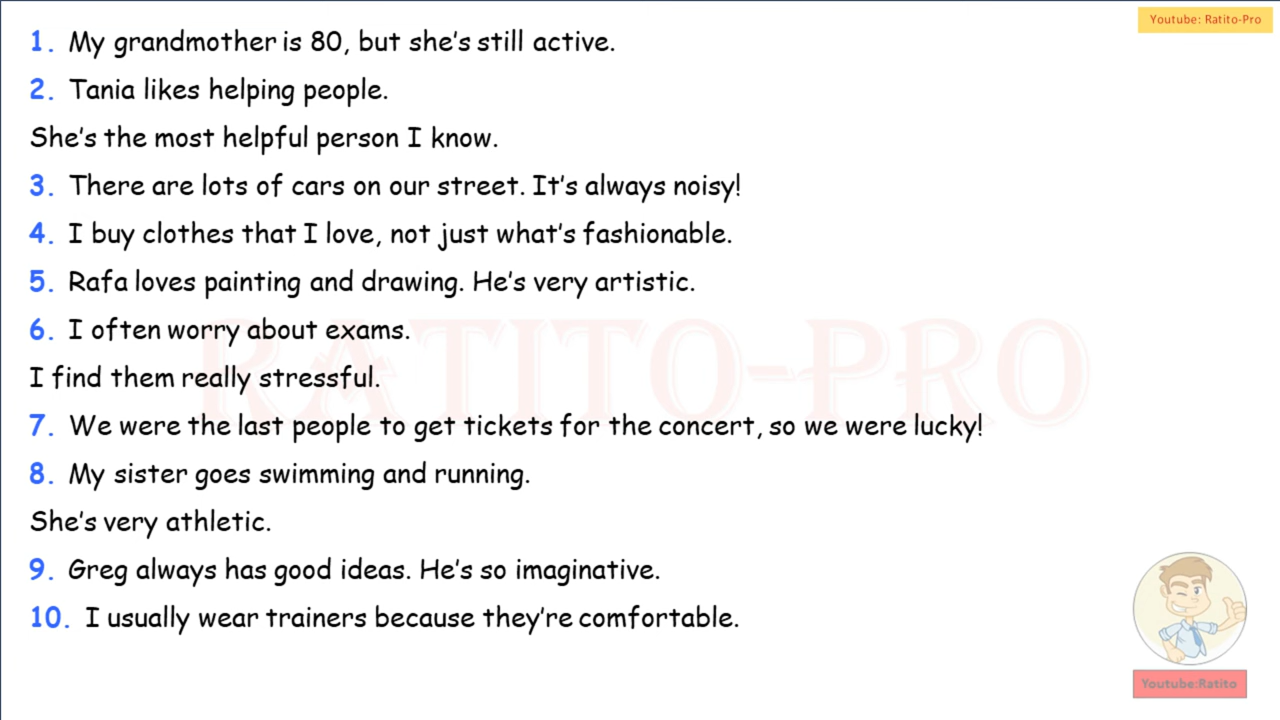 Youtube: Ratito-Pro
1. My grandmother is 80, but she's still active.
2. Tania likes helping people.
She's the most helpful person I know.
3. There are lots of cars on our street. It's always noisy!
4. I buy clothes that I love, not just what's fashionable.
5. Rafa loves painting and drawing. He's very artistic.
6. I often worry about exams.
RATITO-PRO
I find them really stressful.
7. We were the last people to get tickets for the concert, so we were lucky!
8. My sister goes swimming and running.
She's very athletic.
9. Greg always has good ideas. He's so imaginative.
10. I usually wear trainers because they're comfortable.
Youtube:Ratito